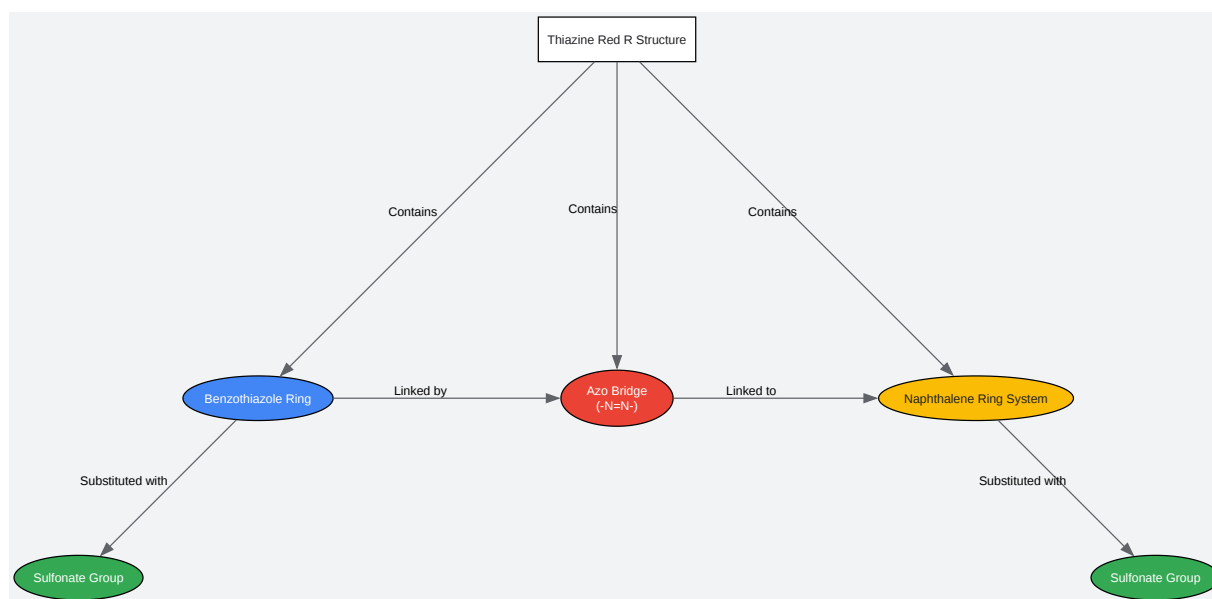 Thiazine Red R Structure
Contains
Contains
Contains
Benzothiazole Ring
Linked by
Azo Bridge
(-N=N-)
Linked to
Naphthalene Ring System
Substituted with
Substituted with
Sulfonate Group
Sulfonate Group